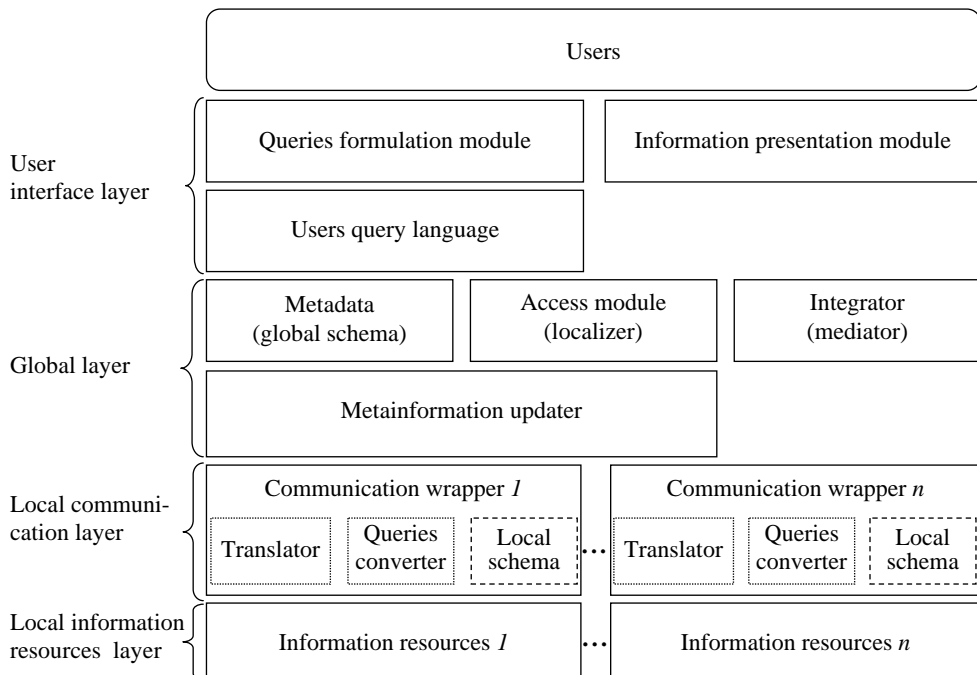 Users
User
interface layer
Queries formulation module
Information presentation module
Users query language
Global layer
Metadata
(global schema)
Access module
(localizer)
Integrator
(mediator)
Metainformation updater
Local communi-
cation layer
Communication wrapper 1
Translator
Queries
converter
Local
schema
...
Communication wrapper n
Translator
Queries
converter
Local
schema
Local information
resources layer
Information resources 1
...
Information resources n